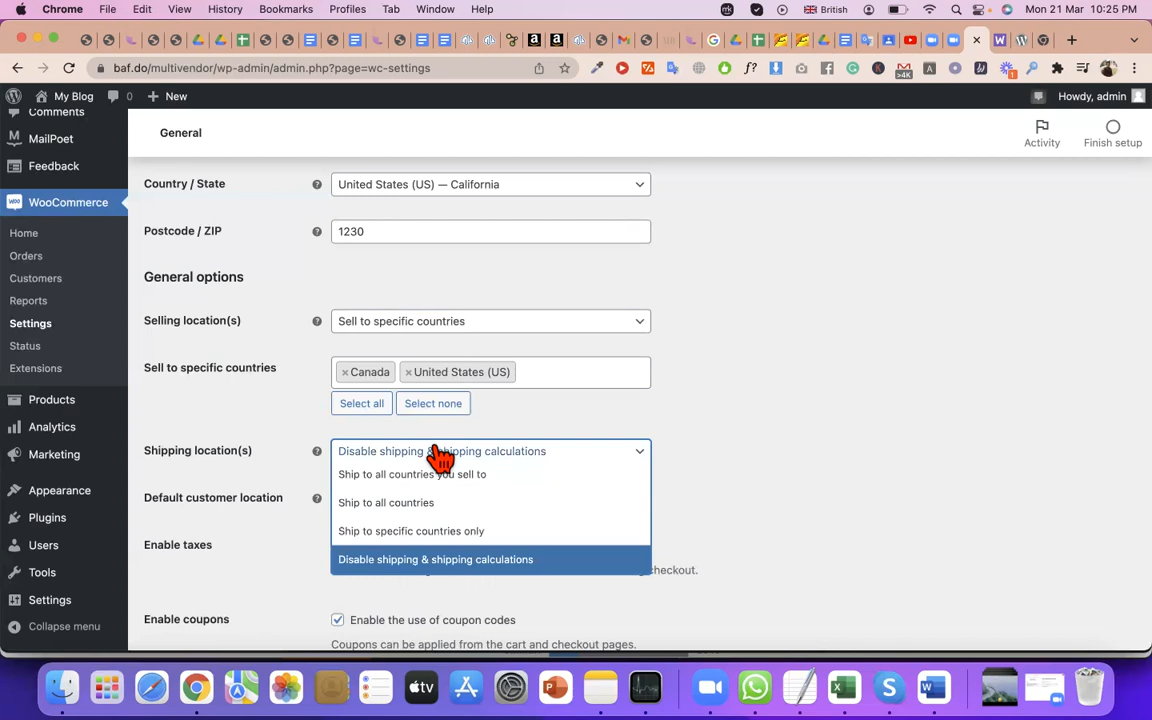 Chrome File Edit View History Bookmarks Profiles Tab Window Help British Mon 21 Mar 10:25 PM
baf.do/multivendor/wp-admin/admin.php?page=wc-settings
My Blog 0 New Howdy, admin
Comments
MailPoet
Feedback
WooCommerce
Home
Orders
Customers
Reports
Settings
Status
Extensions
Products
Analytics
Marketing
Appearance
Plugins
Users
Tools
Settings
Collapse menu
General
Activity
Finish setup
Country / State
United States (US) — California
Postcode / ZIP
1230
General options
Selling location(s)
Sell to specific countries
Sell to specific countries
× Canada × United States (US)
Select all Select none
Shipping location(s)
Disable shipping & shipping calculations
Ship to all countries you sell to
Ship to all countries
Ship to specific countries only
Disable shipping & shipping calculations
Default customer location
Enable taxes
checkout.
Enable coupons
Enable the use of coupon codes
Coupons can be applied from the cart and checkout pages.